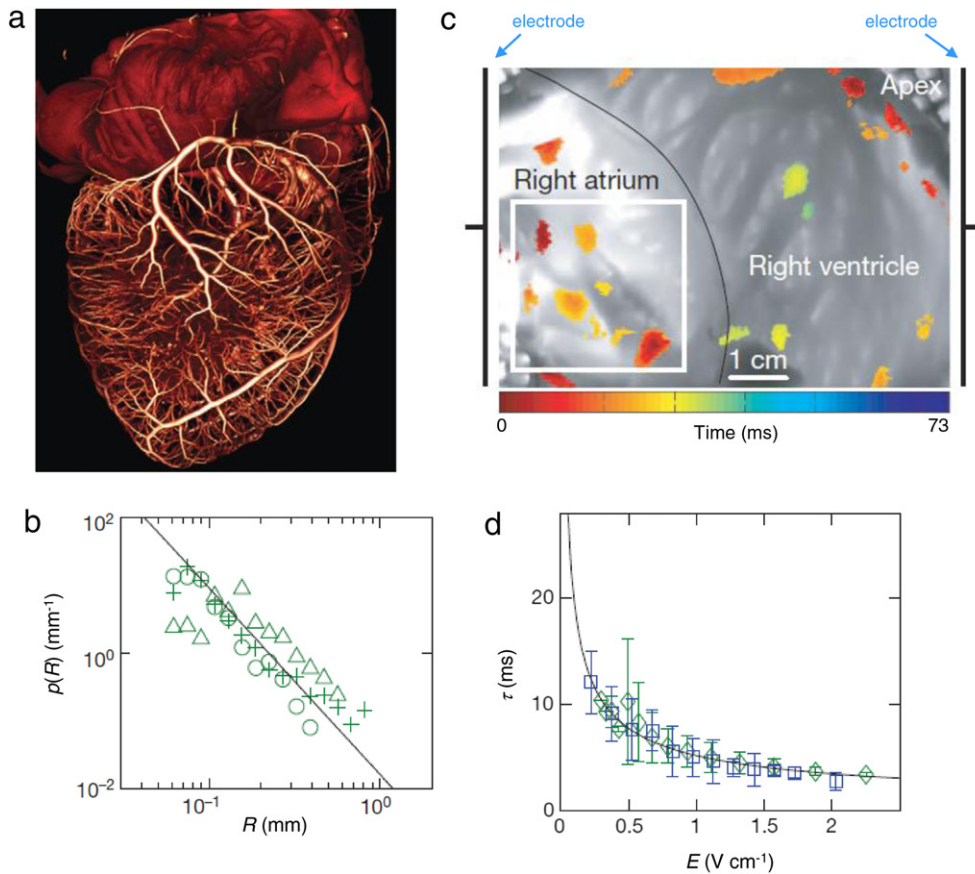 a
c
electrode
electrode
Apex
Right atrium
Right ventricle
1 cm
0
Time (ms)
73
b
10²
10⁰
10⁻²
p(R) (mm⁻¹)
10⁻¹
10⁰
R (mm)
d
20
10
0
τ (ms)
0
0.5
1
1.5
2
E (V cm⁻¹)